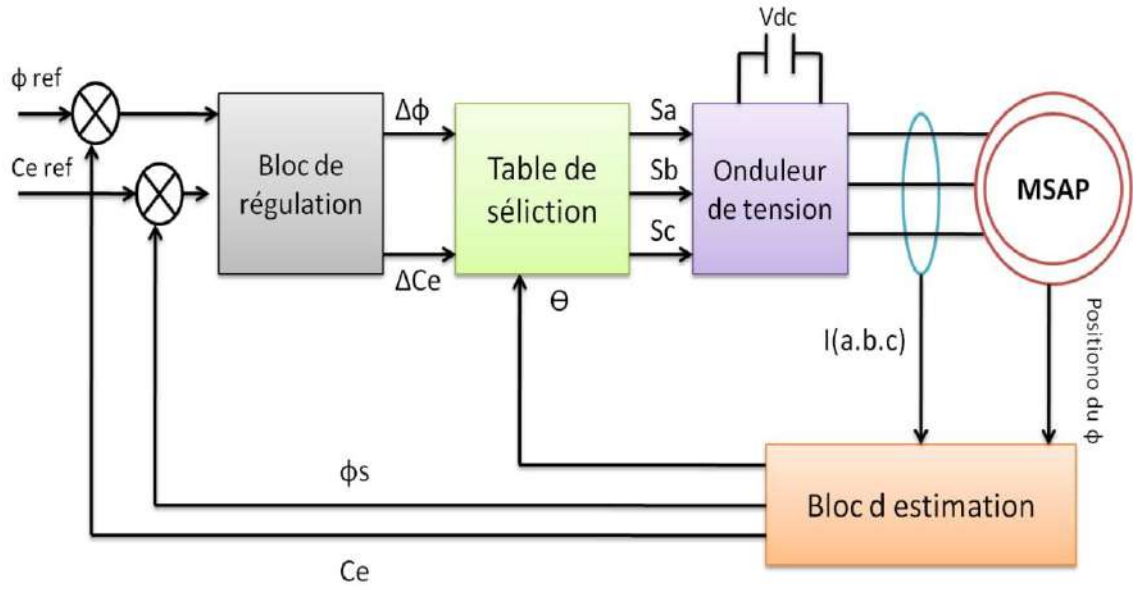 Vdc
ϕ ref
Ce ref
Bloc de
régulation
Δϕ
ΔCe
Table de
séliction
Sa
Sb
Sc
Onduleur
de tension
MSAP
Θ
I(a.b.c)
Positiono du ϕ
ϕs
Ce
Bloc d estimation